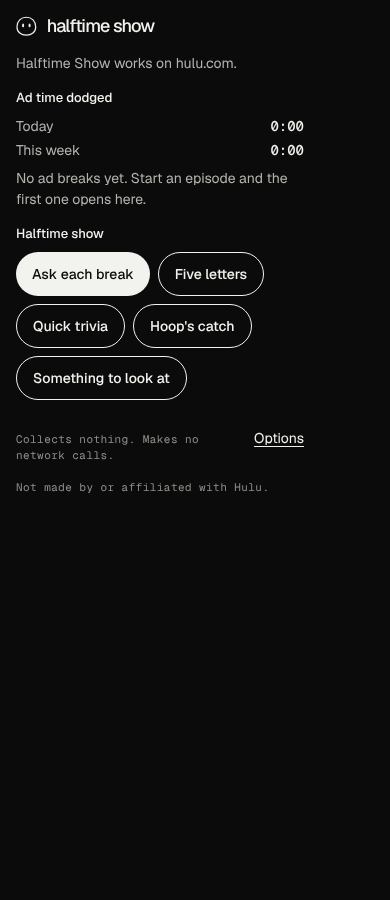 halftime show
Halftime Show works on hulu.com.
Ad time dodged
Today 0:00
This week 0:00
No ad breaks yet. Start an episode and the
first one opens here.
Halftime show
Ask each break
Five letters
Quick trivia
Hoop's catch
Something to look at
Collects nothing. Makes no
network calls.
Options
Not made by or affiliated with Hulu.